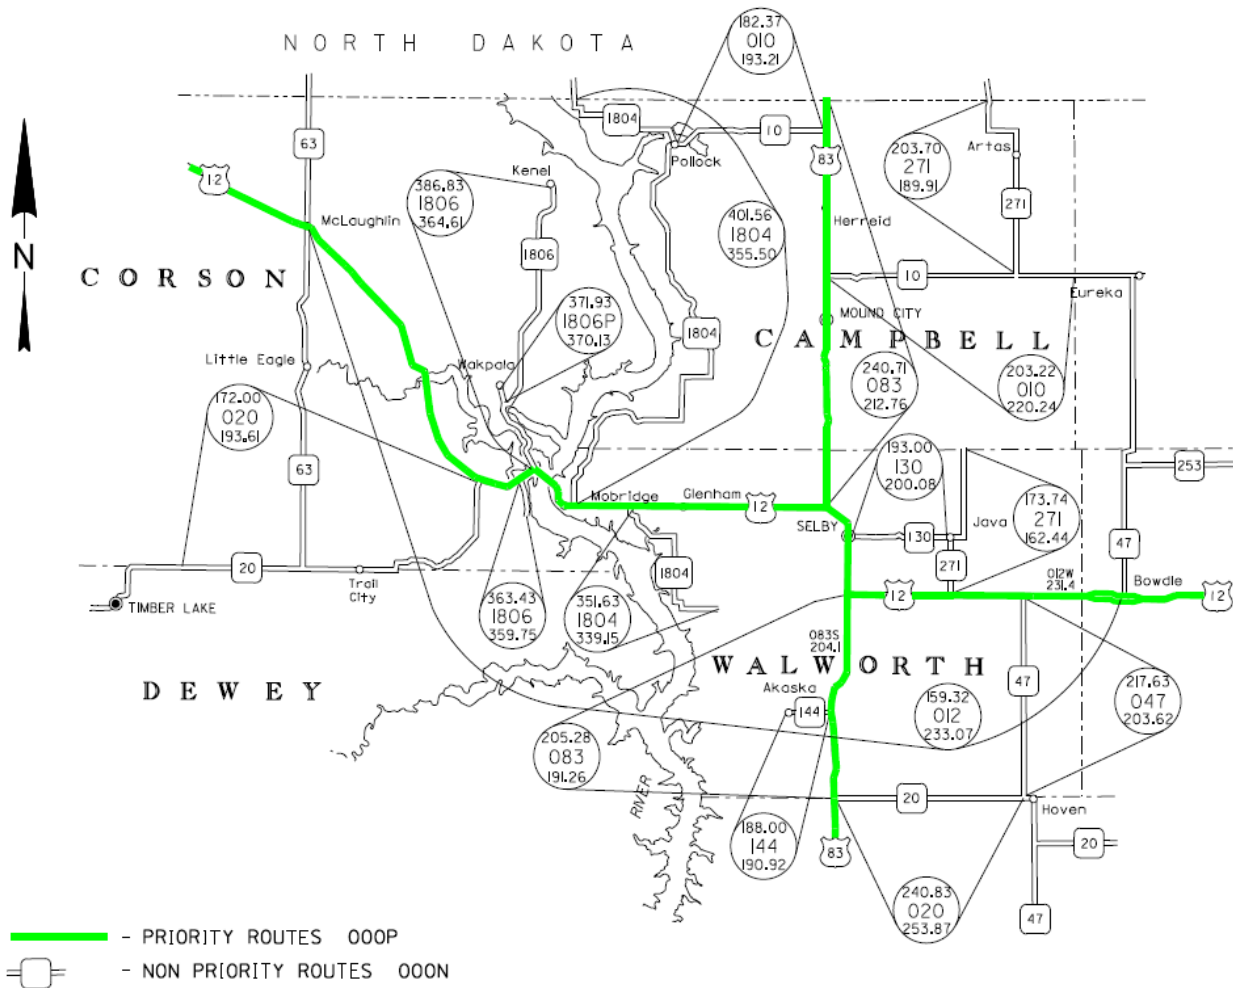 NORTH DAKOTA
182.37
010
193.21
1804
10
63
83
Pollock
Artas
203.70
271
189.91
12
Kenel
386.83
1806
364.61
McLaughlin
271
401.56
1804
355.50
Herreid
N
CORSON
1806
10
Eureka
371.93
1806P
370.13
MOUND CITY
1804
CAMPBELL
Little Eagle
Wakpala
240.71
083
212.76
203.22
010
220.24
172.00
020
193.61
193.00
130
200.08
63
253
Mobridge
Glenham
12
SELBY
Java
173.74
271
162.44
130
47
20
Trail
City
1804
271
012W
231.4
Bowdle
12
12
TIMBER LAKE
363.43
1806
359.75
351.63
1804
339.15
083S
204.1
WALWORTH
DEWEY
Akaska
144
47
217.63
047
203.62
159.32
012
233.07
205.28
083
191.26
RIVER
20
Hoven
188.00
144
190.92
83
20
240.83
020
253.87
47
- PRIORITY ROUTES 000P
- NON PRIORITY ROUTES 000N